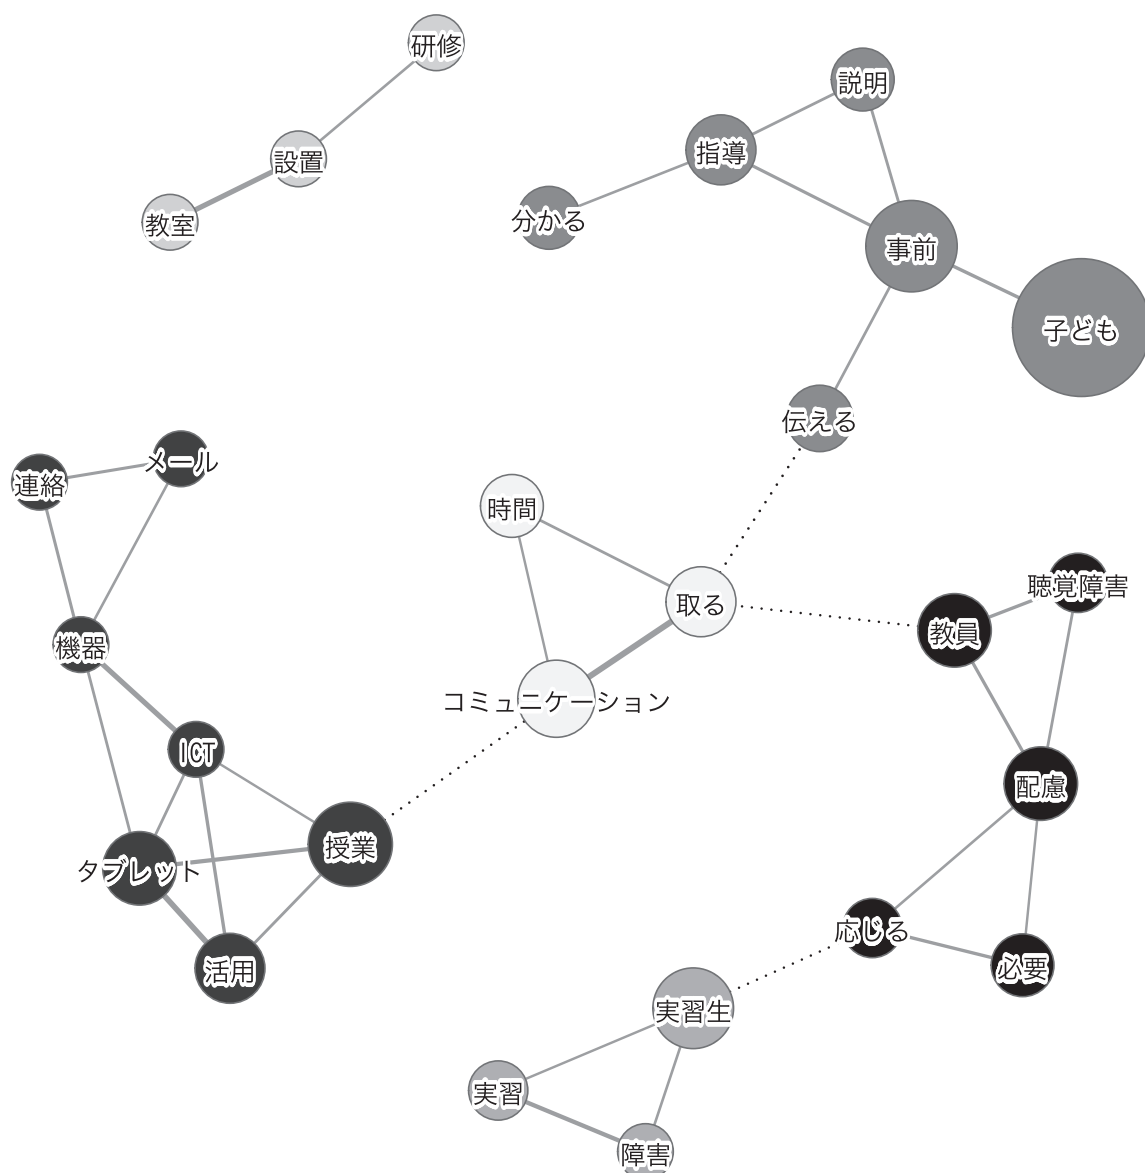 研修
説明
指導
設置
分かる
教室
事前
子ども
伝える
メール
連絡
時間
聴覚障害
取る
教員
機器
コミュニケーション
ICT
配慮
授業
タブレット
応じる
必要
活用
実習生
実習
障害